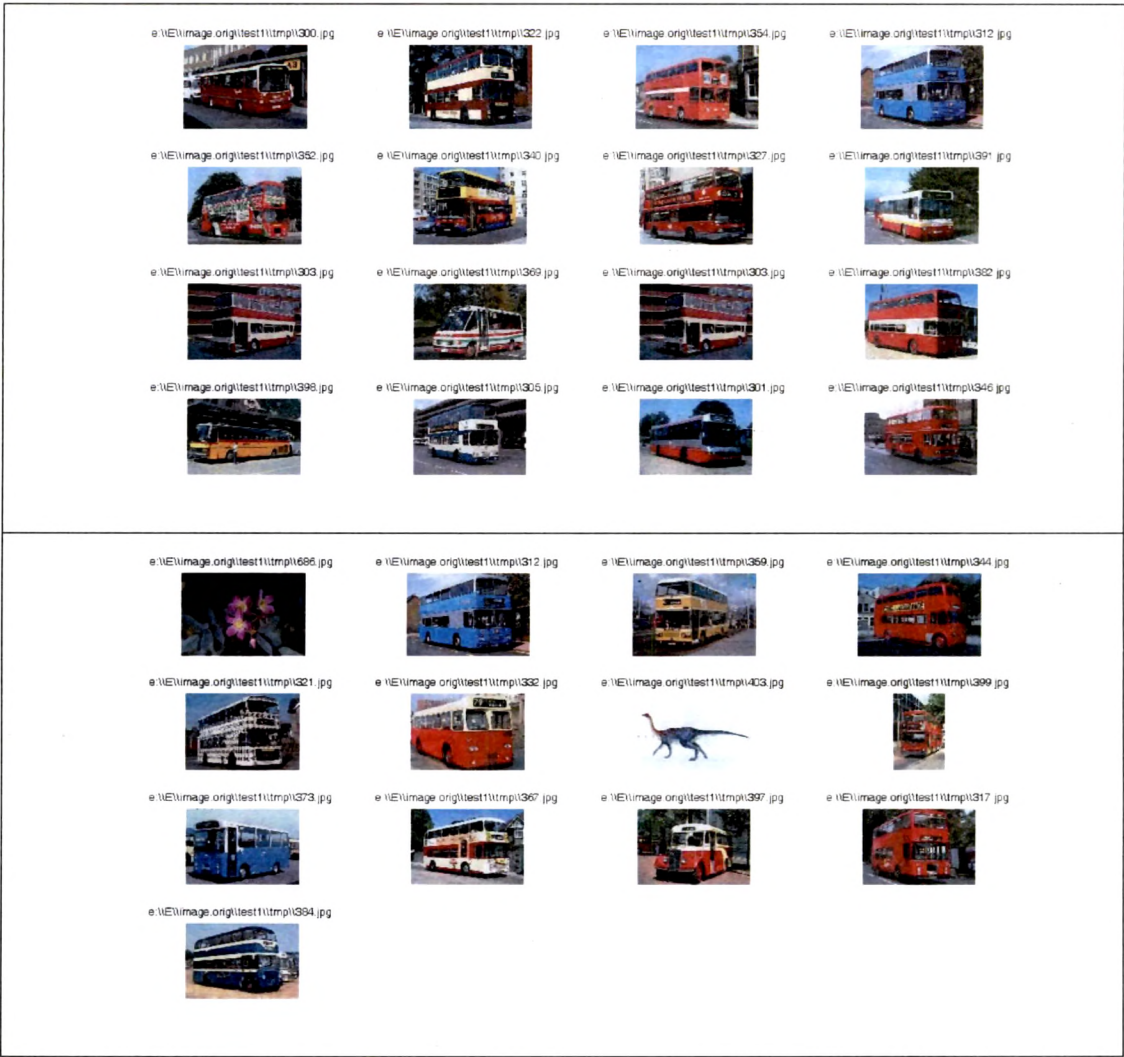 e:\\E\\image.orig\\test1\\tmp\\300.jpg e:\\E\\image.orig\\test1\\tmp\\322.jpg e:\\E\\image.orig\\test1\\tmp\\354.jpg e:\\E\\image.orig\\test1\\tmp\\312.jpg
e:\\E\\image.orig\\test1\\tmp\\352.jpg e:\\E\\image.orig\\test1\\tmp\\340.jpg e:\\E\\image.orig\\test1\\tmp\\327.jpg e:\\E\\image.orig\\test1\\tmp\\391.jpg
e:\\E\\image.orig\\test1\\tmp\\303.jpg e:\\E\\image.orig\\test1\\tmp\\369.jpg e:\\E\\image.orig\\test1\\tmp\\303.jpg e:\\E\\image.orig\\test1\\tmp\\382.jpg
e:\\E\\image.orig\\test1\\tmp\\398.jpg e:\\E\\image.orig\\test1\\tmp\\305.jpg e:\\E\\image.orig\\test1\\tmp\\301.jpg e:\\E\\image.orig\\test1\\tmp\\346.jpg
e:\\E\\image.orig\\test1\\tmp\\686.jpg e:\\E\\image.orig\\test1\\tmp\\312.jpg e:\\E\\image.orig\\test1\\tmp\\359.jpg e:\\E\\image.orig\\test1\\tmp\\344.jpg
e:\\E\\image.orig\\test1\\tmp\\321.jpg e:\\E\\image.orig\\test1\\tmp\\332.jpg e:\\E\\image.orig\\test1\\tmp\\403.jpg e:\\E\\image.orig\\test1\\tmp\\399.jpg
e:\\E\\image.orig\\test1\\tmp\\373.jpg e:\\E\\image.orig\\test1\\tmp\\367.jpg e:\\E\\image.orig\\test1\\tmp\\397.jpg e:\\E\\image.orig\\test1\\tmp\\317.jpg
e:\\E\\image.orig\\test1\\tmp\\384.jpg